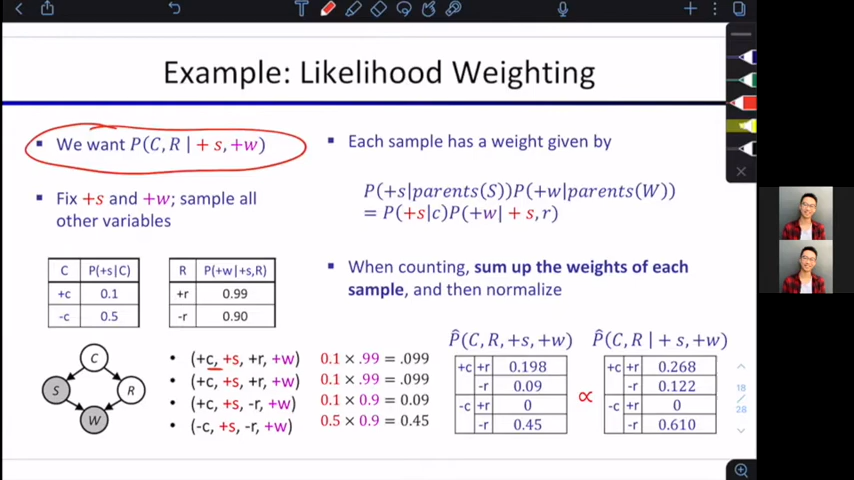 Example: Likelihood Weighting
▪ We want P(C, R | + s, +w)
▪ Fix +s and +w; sample all
other variables
C P(+s|C)
+c 0.1
-c 0.5
R P(+w|+s,R)
+r 0.99
-r 0.90
C
S
R
W
• (+c, +s, +r, +w) 0.1 × .99 = .099
• (+c, +s, +r, +w) 0.1 × .99 = .099
• (+c, +s, -r, +w) 0.1 × 0.9 = 0.09
• (-c, +s, -r, +w) 0.5 × 0.9 = 0.45
▪ Each sample has a weight given by
P(+s|parents(S))P(+w|parents(W))
= P(+s|c)P(+w| + s, r)
▪ When counting, sum up the weights of each
sample, and then normalize
P̂(C, R, +s, +w)
+c +r 0.198
-r 0.09
-c +r 0
-r 0.45
∝
P̂(C, R | + s, +w)
+c +r 0.268
-r 0.122
-c +r 0
-r 0.610
18
/
28